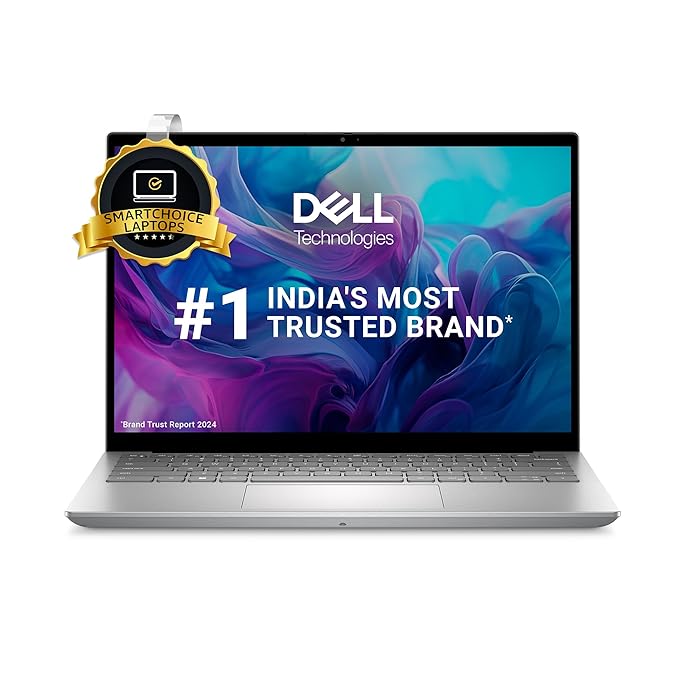 SMARTCHOICE
LAPTOPS
DELL
Technologies
#1 INDIA'S MOST
TRUSTED BRAND*
*Brand Trust Report 2024